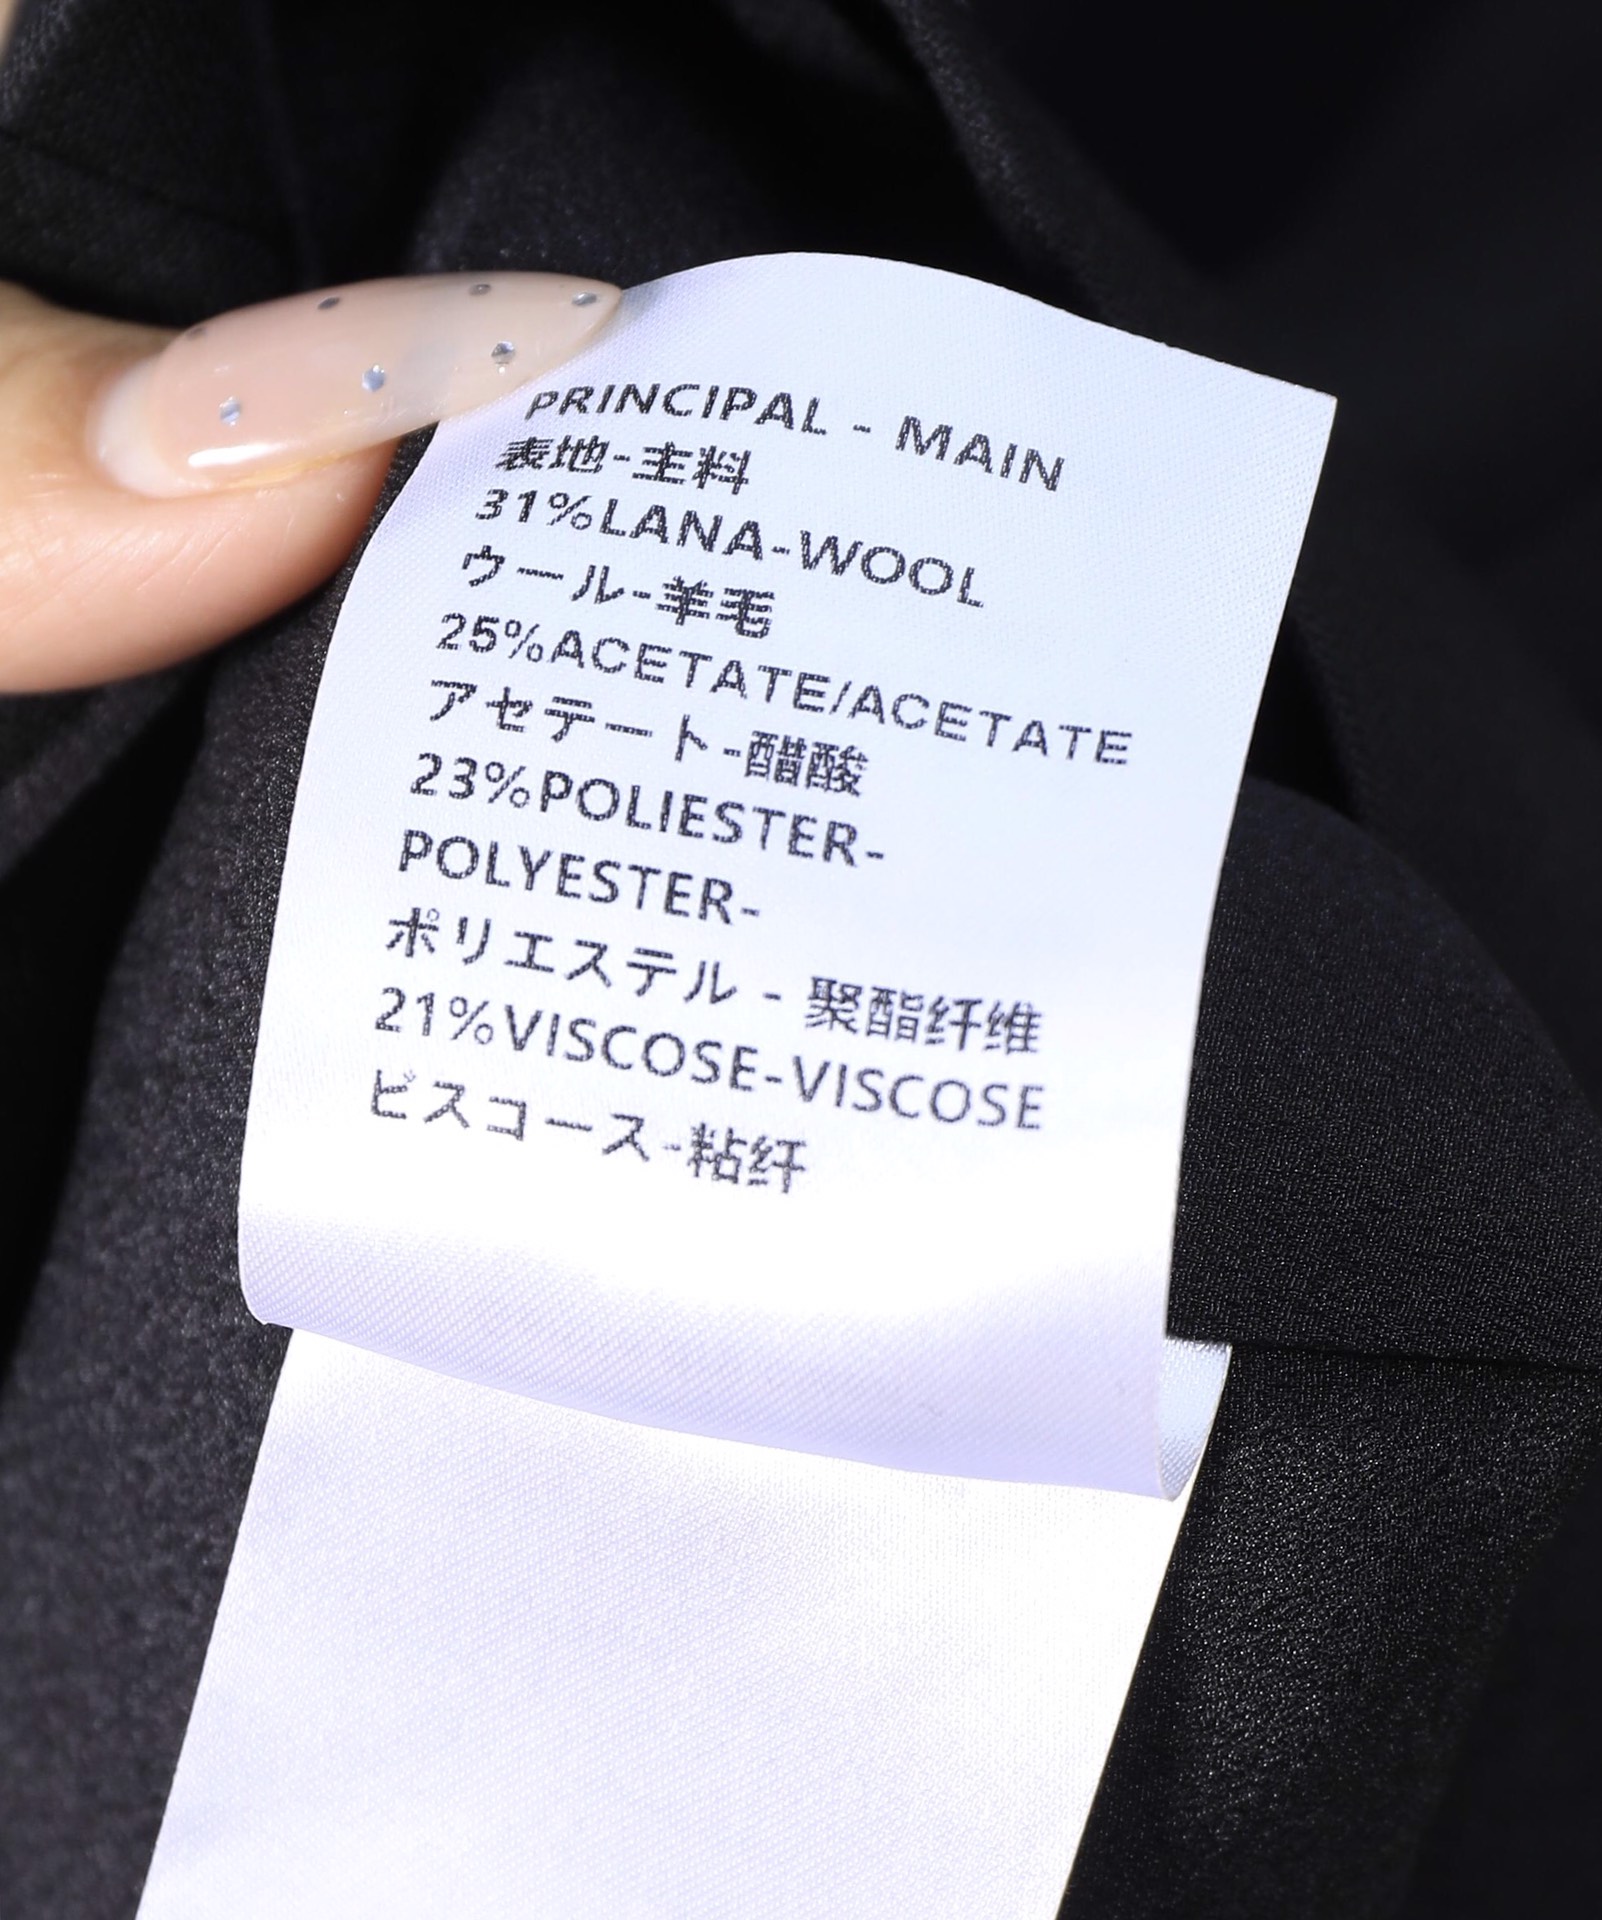 PRINCIPAL - MAIN
表地-主料
31%LANA-WOOL
ウール-羊毛
25%ACETATE/ACETATE
アセテート-醋酸
23%POLIESTER-
POLYESTER-
ポリエステル - 聚酯纤维
21%VISCOSE-VISCOSE
ビスコース-粘纤